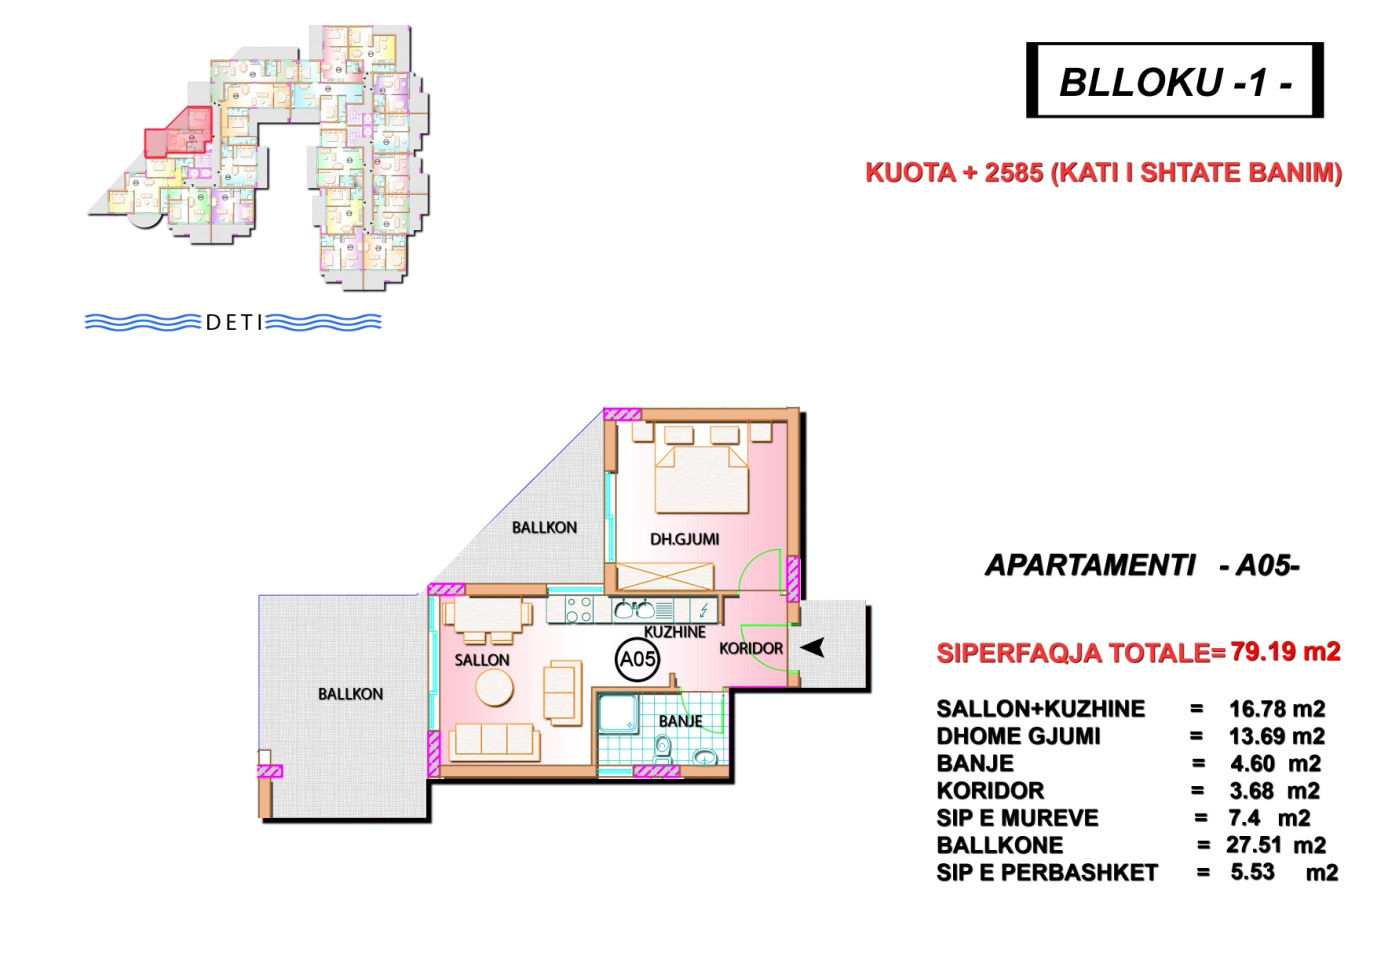 BLLOKU -1 -
KUOTA + 2585 (KATI I SHTATE BANIM)
DETI
BALLKON
DH.GJUMI
KUZHINE
SALLON
A05
KORIDOR
BALLKON
BANJE
APARTAMENTI - A05-
SIPERFAQJA TOTALE= 79.19 m2
SALLON+KUZHINE = 16.78 m2
DHOME GJUMI = 13.69 m2
BANJE = 4.60 m2
KORIDOR = 3.68 m2
SIP E MUREVE = 7.4 m2
BALLKONE = 27.51 m2
SIP E PERBASHKET = 5.53 m2